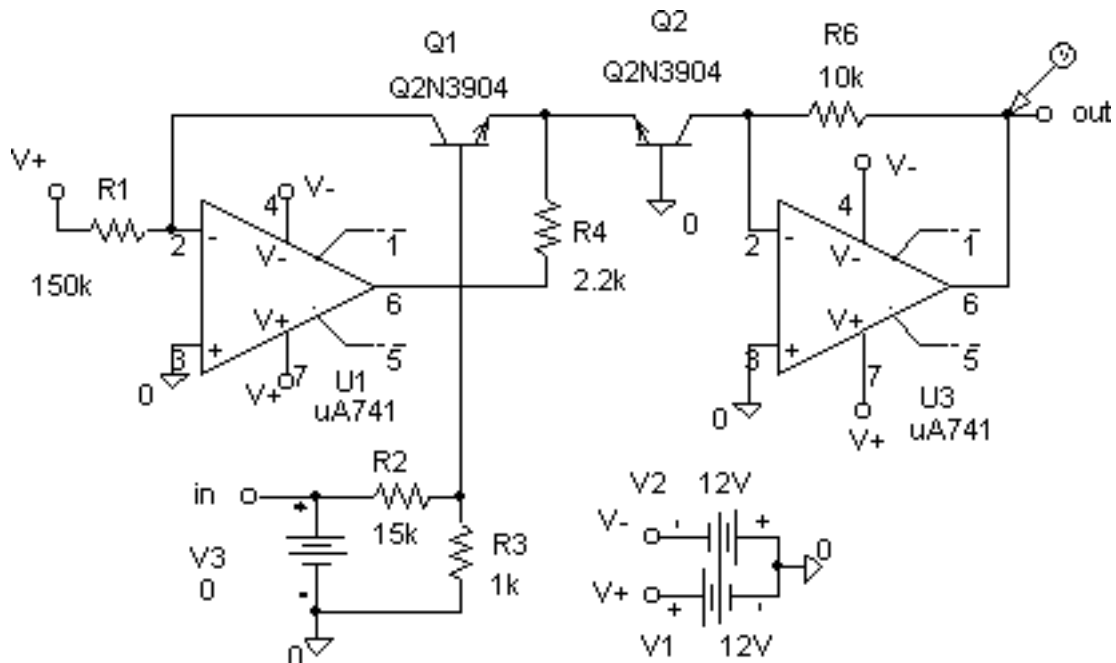 Q1
Q2N3904
Q2
Q2N3904
R6
10k
V
out
V+
R1
150k
2
-
4
V-
V-
1
6
5
V+
7
V+
3
+
0
U1
uA741
R4
2.2k
0
2
-
4
V-
V-
1
6
5
V+
7
V+
3
+
0
U3
uA741
in
R2
15k
+
V3
0
-
R3
1k
0
V2
12V
V-
-
+
0
V+
+
-
V1
12V